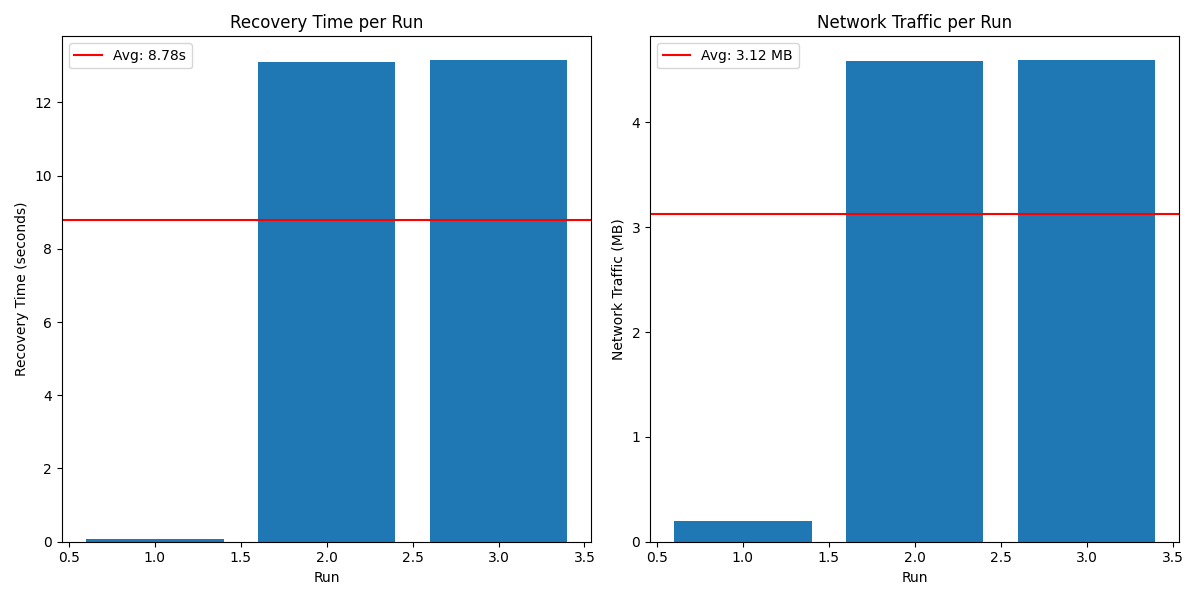 Recovery Time per Run
Avg: 8.78s
12
10
8
6
4
2
0
Recovery Time (seconds)
0.5 1.0 1.5 2.0 2.5 3.0 3.5
Run
Network Traffic per Run
Avg: 3.12 MB
4
3
2
1
0
Network Traffic (MB)
0.5 1.0 1.5 2.0 2.5 3.0 3.5
Run